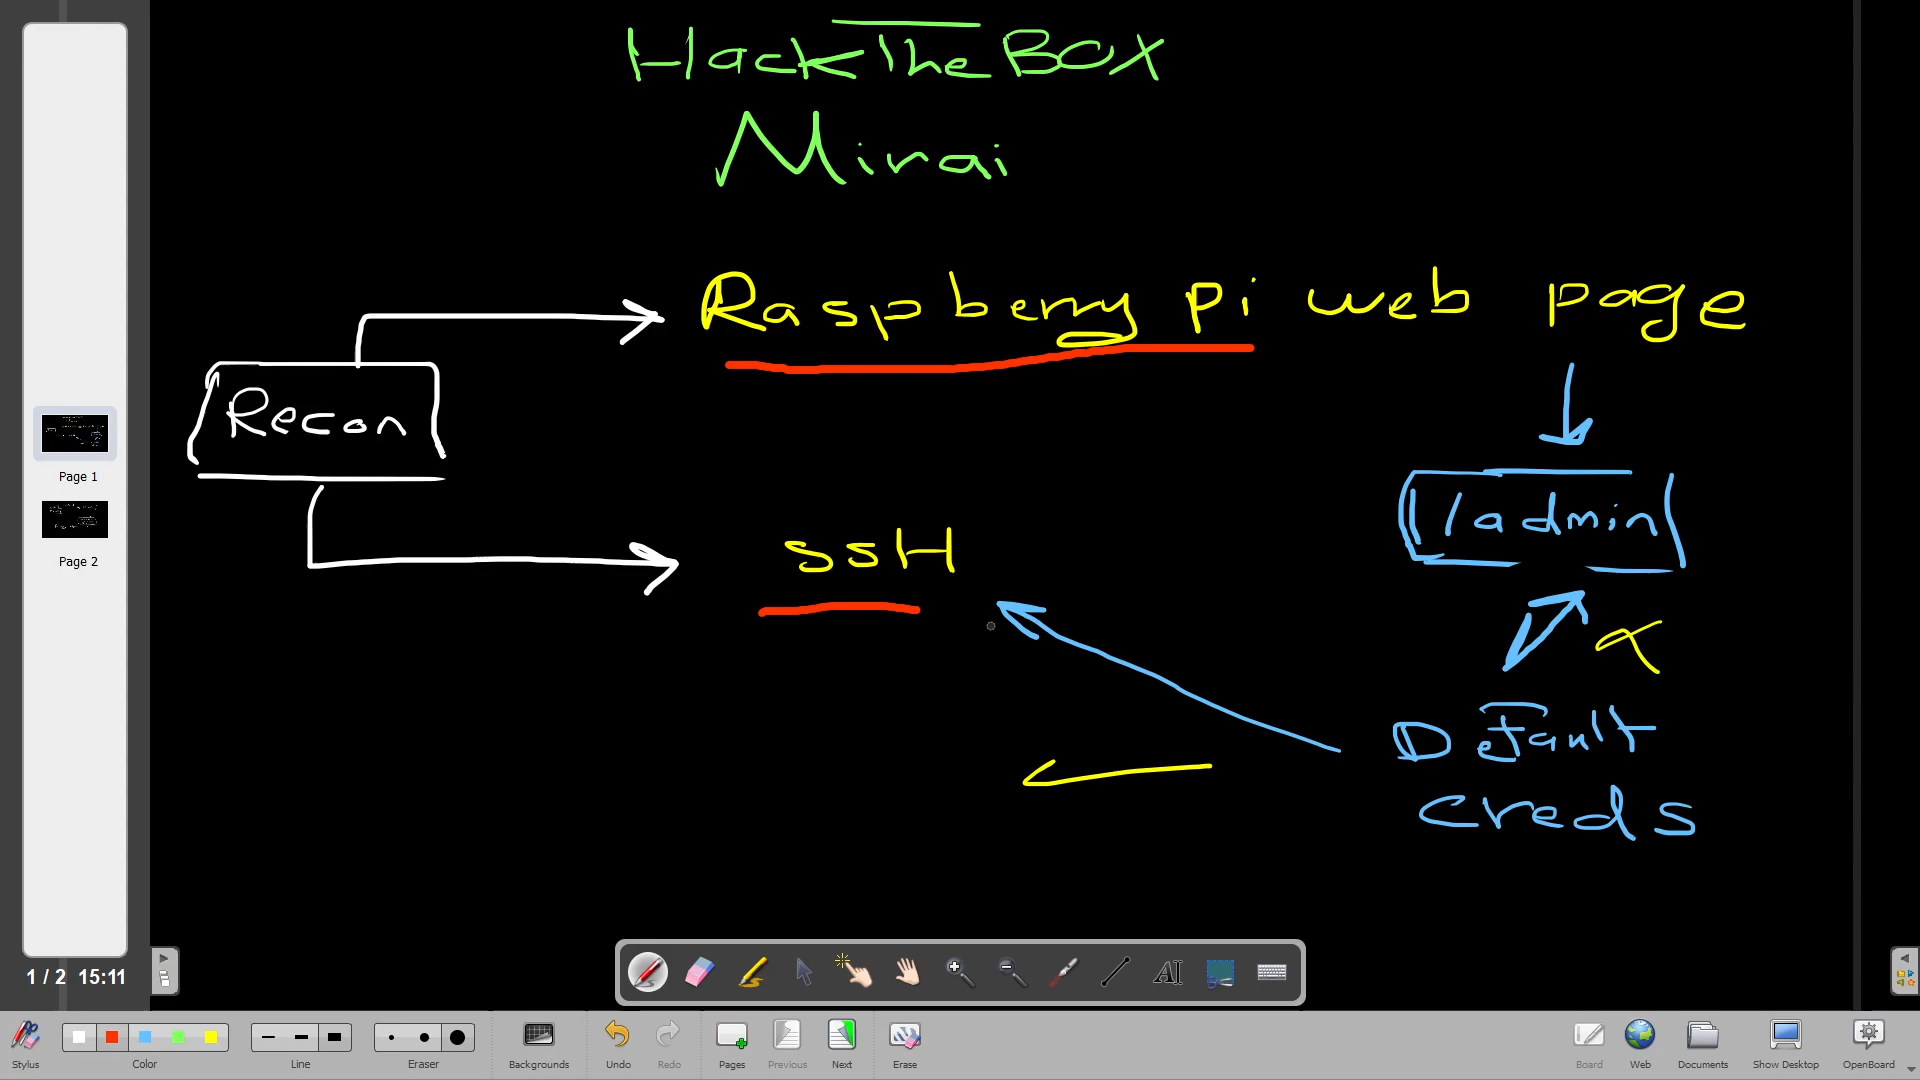 HackTheBOX
Mirai
Raspberry pi web page
Recon
/admin
ssH
Default
creds
Page 1
Page 2
1 / 2 15:11
Stylus
Color
Line
Eraser
Backgrounds
Undo
Redo
Pages
Previous
Next
Erase
Board
Web
Documents
Show Desktop
OpenBoard